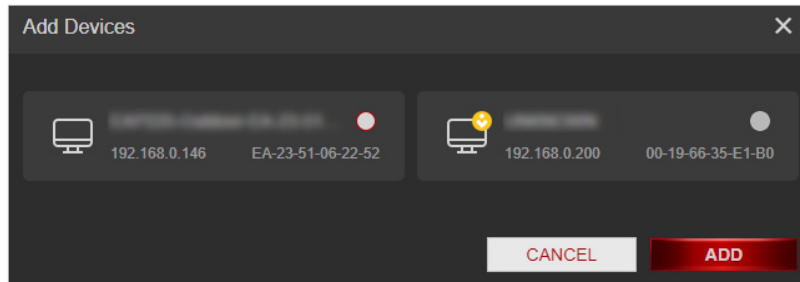 Add Devices
192.168.0.146 EA-23-51-06-22-52
192.168.0.200 00-19-66-35-E1-B0
CANCEL
ADD